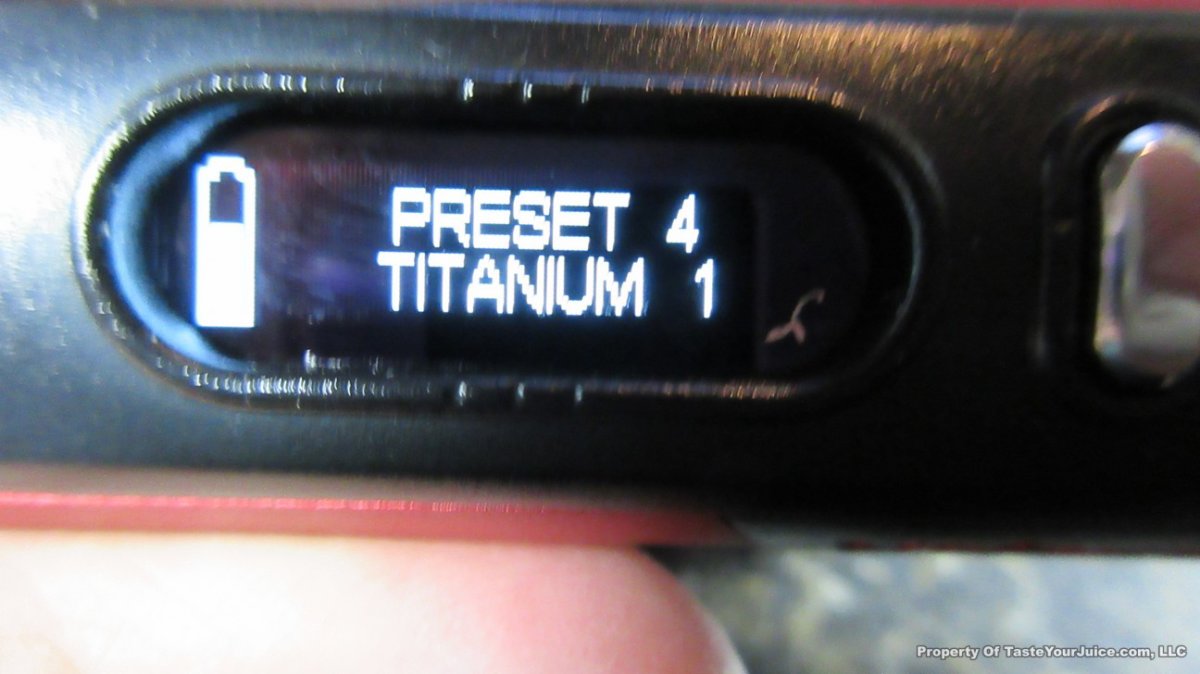 PRESET 4
TITANIUM 1
Property Of TasteYourJuice.com, LLC